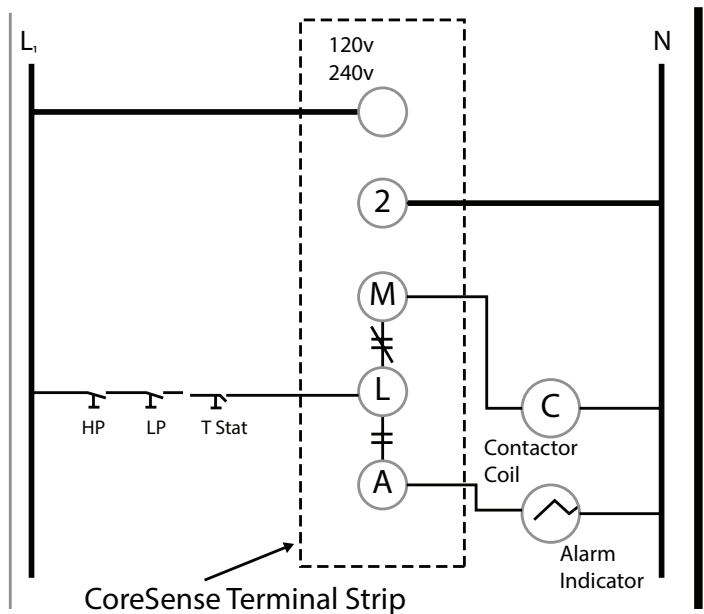 L₁
N
120v
240v
2
M
L
HP
LP
T Stat
C
Contactor
Coil
A
Alarm
Indicator
CoreSense Terminal Strip